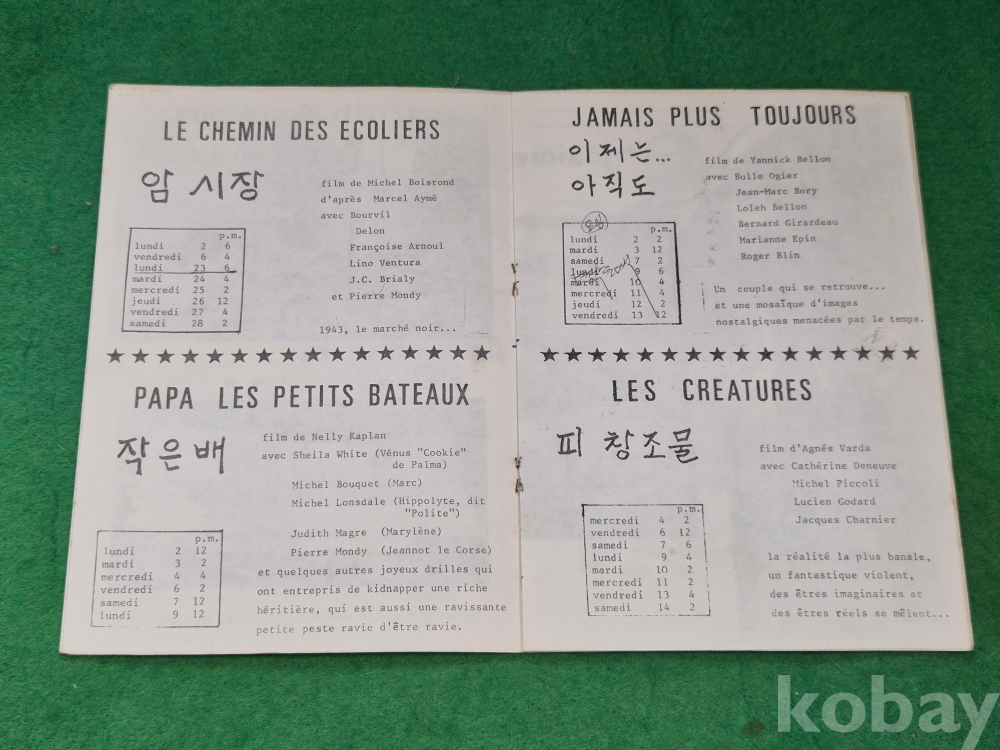 LE CHEMIN DES ECOLIERS
암 시장
film de Michel Boisrond
d'après Marcel Aymé
avec Bourvil
Delon
Françoise Arnoul
Lino Ventura
J.C. Brialy
et Pierre Mondy
1943, le marché noir...
p.m.
lundi 2 6
vendredi 6 4
lundi 23 6
mardi 24 4
mercredi 25 2
jeudi 26 12
vendredi 27 4
samedi 28 2
★★★★★★★★★★★★★★★★★
PAPA LES PETITS BATEAUX
작은배
film de Nelly Kaplan
avec Sheila White (Vénus "Cookie"
de Palma)
Michel Bouquet (Marc)
Michel Lonsdale (Hippolyte, dit
"Polite")
Judith Magre (Marylène)
Pierre Mondy (Jeannot le Corse)
et quelques autres joyeux drilles qui
ont entrepris de kidnapper une riche
héritière, qui est aussi une ravissante
petite peste ravie d'être ravie.
p.m.
lundi 2 12
mardi 3 2
mercredi 4 4
vendredi 6 2
samedi 7 12
lundi 9 12
JAMAIS PLUS TOUJOURS
이제는...
아직도
film de Yannick Bellon
avec Bulle Ogier
Jean-Marc Bory
Loleh Bellon
Bernard Girardeau
Marianne Epin
Roger Blin
Un couple qui se retrouve...
et une mosaïque d'images
nostalgiques menacées par le temps.
p.m.
lundi 2 2
mardi 3 12
samedi 7 2
lundi 9 6
mardi 10 4
mercredi 11 4
jeudi 12 2
vendredi 13 12
★★★★★★★★★★★★★★★★
LES CREATURES
피 창조물
film d'Agnés Varda
avec Cathérine Deneuve
Michel Piccoli
Lucien Godard
Jacques Charnier
la réalité la plus banale,
un fantastique violent,
des êtres imaginaires et
des êtres réels se mêlent...
p.m.
mercredi 4 2
vendredi 6 12
samedi 7 6
lundi 9 4
mardi 10 2
mercredi 11 2
vendredi 13 4
samedi 14 2
kobay